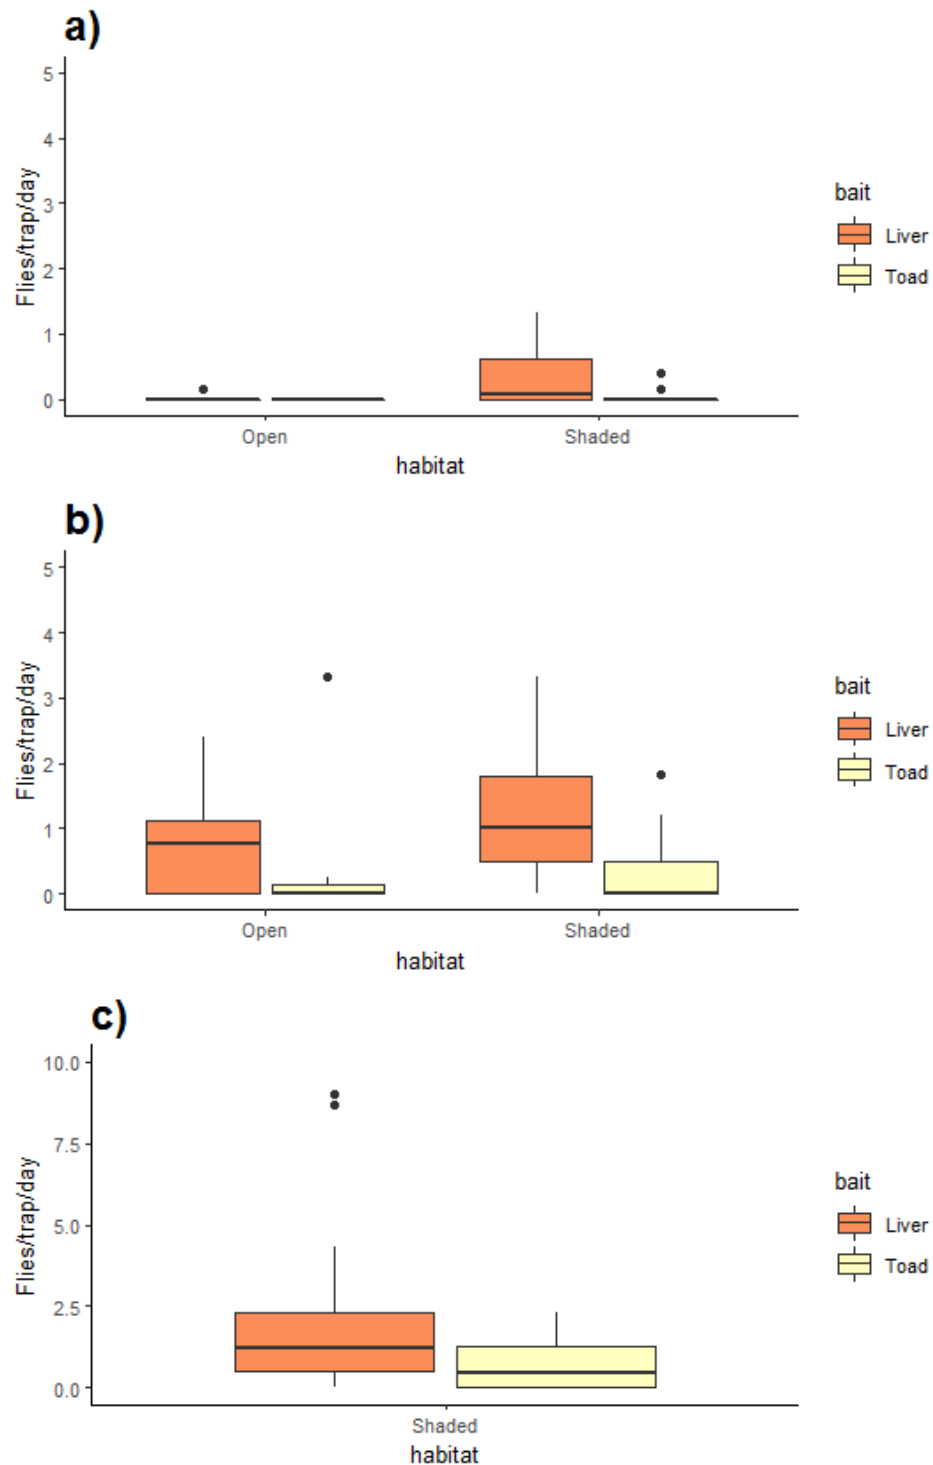 a)
5
4
3
2
1
0
Flies/trap/day
Open
Shaded
habitat
bait
Liver
Toad
b)
5
4
3
2
1
0
Flies/trap/day
Open
Shaded
habitat
bait
Liver
Toad
c)
10.0
7.5
5.0
2.5
0.0
Flies/trap/day
Shaded
habitat
bait
Liver
Toad